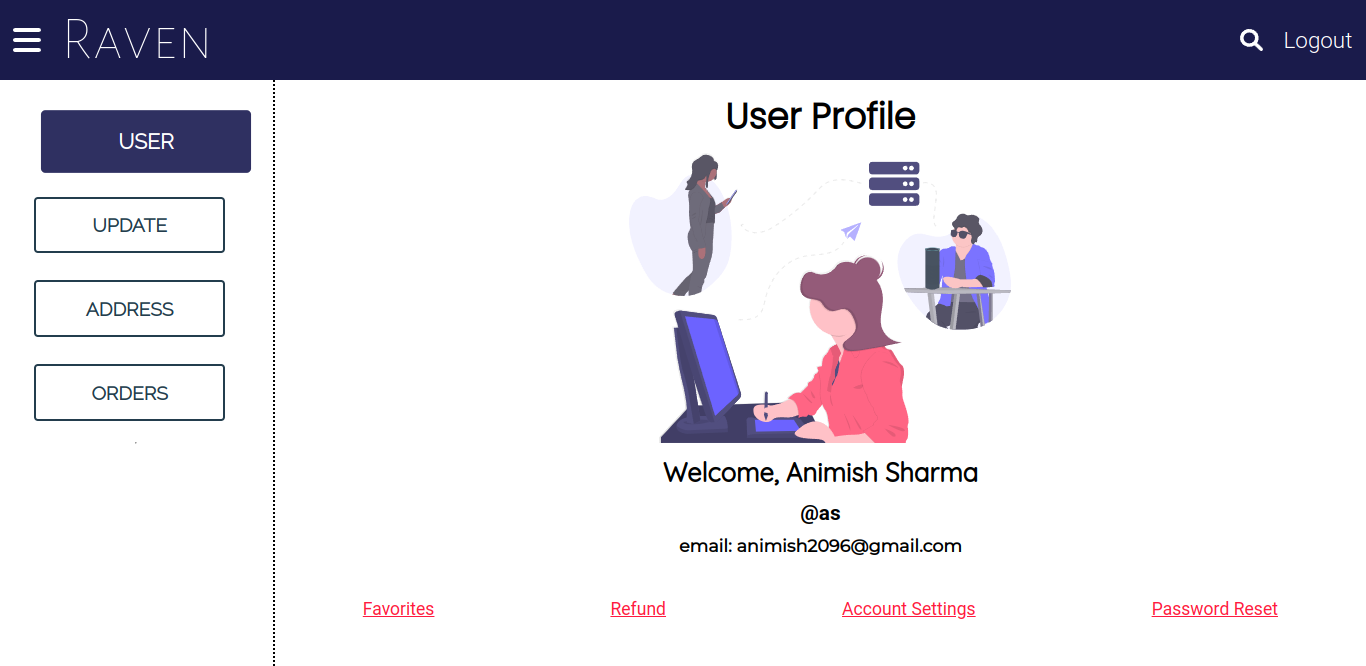 RAVEN
Logout
USER
UPDATE
ADDRESS
ORDERS
User Profile
Welcome, Animish Sharma
@as
email: animish2096@gmail.com
Favorites
Refund
Account Settings
Password Reset